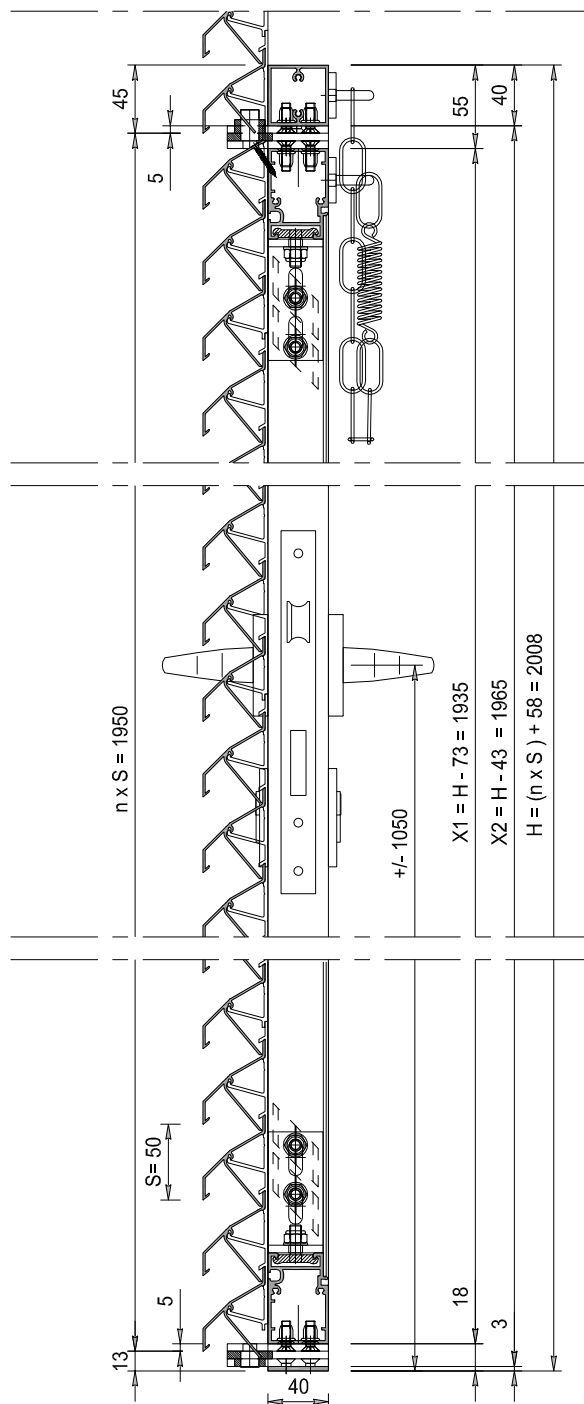 45
5
55
40
n x S = 1950
+/- 1050
X1 = H - 73 = 1935
X2 = H - 43 = 1965
H = (n x S ) + 58 = 2008
S= 50
5
13
40
18
3